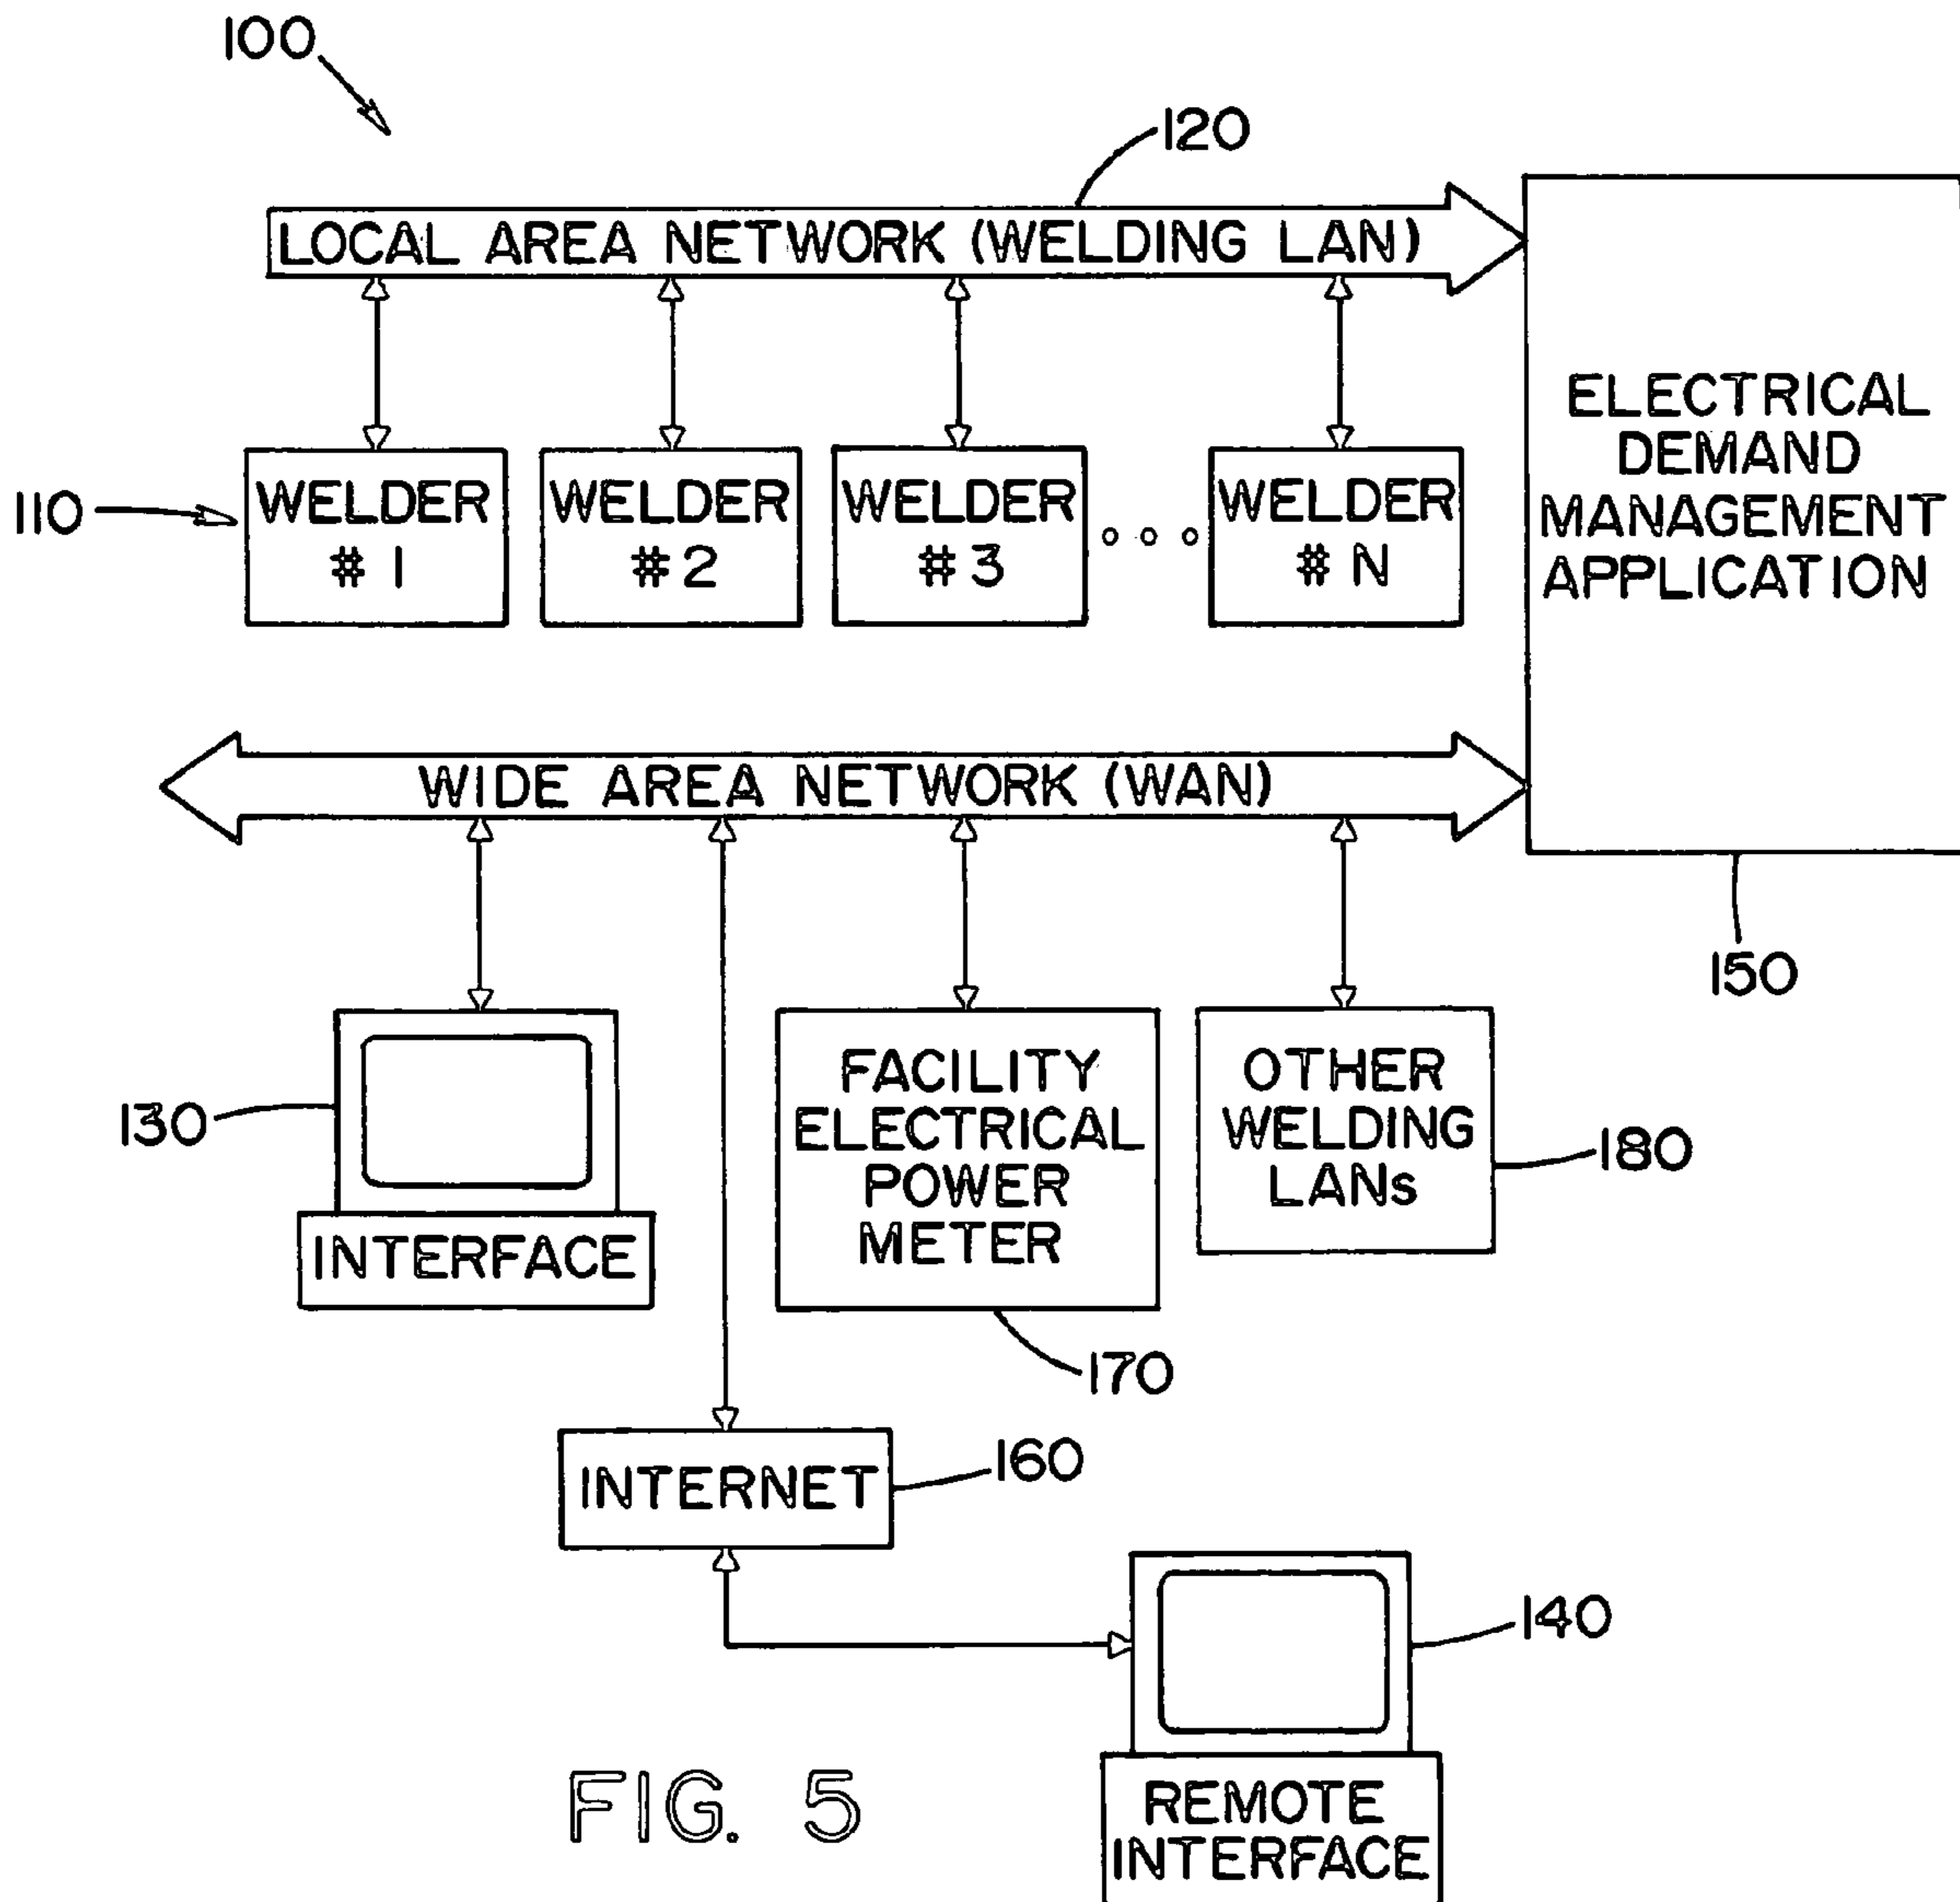 100
120
LOCAL AREA NETWORK (WELDING LAN)
ELECTRICAL
DEMAND
MANAGEMENT
APPLICATION
110
WELDER
# 1
WELDER
# 2
WELDER
# 3
WELDER
# N
WIDE AREA NETWORK (WAN)
150
130
INTERFACE
FACILITY
ELECTRICAL
POWER
METER
170
OTHER
WELDING
LANs
180
INTERNET
160
140
REMOTE
INTERFACE
FIG. 5